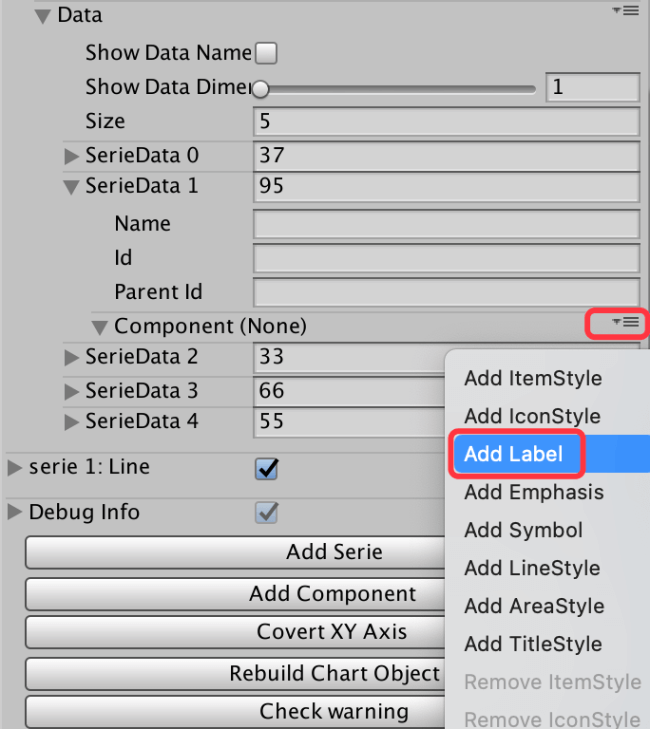 Data
Show Data Name
Show Data Dimer 1
Size 5
SerieData 0 37
SerieData 1 95
Name
Id
Parent Id
Component (None)
SerieData 2 33
SerieData 3 66
SerieData 4 55
serie 1: Line
Debug Info
Add Serie
Add Component
Covert XY Axis
Rebuild Chart Object
Check warning
Add ItemStyle
Add IconStyle
Add Label
Add Emphasis
Add Symbol
Add LineStyle
Add AreaStyle
Add TitleStyle
Remove ItemStyle
Remove IconStyle